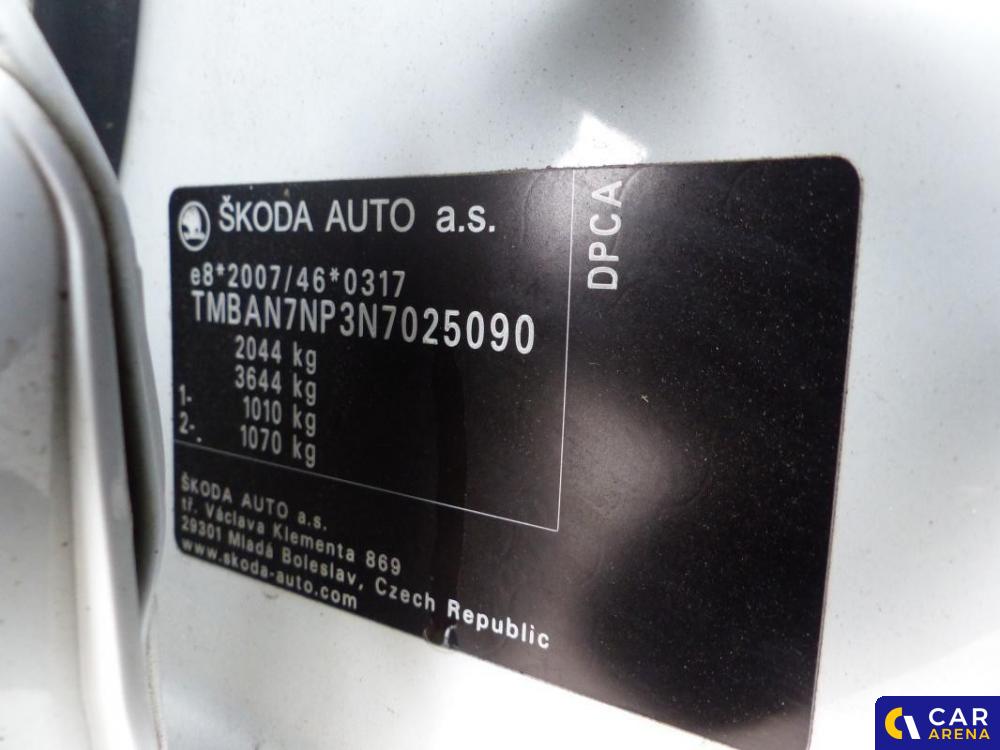 ŠKODA AUTO a.s.
DPCA
e8*2007/46*0317
TMBAN7NP3N7025090
2044 kg
3644 kg
1- 1010 kg
2-. 1070 kg
ŠKODA AUTO a.s.
tř. Václava Klementa 869
29301 Mladá Boleslav, Czech Republic
www.skoda-auto.com
CAR
ARENA